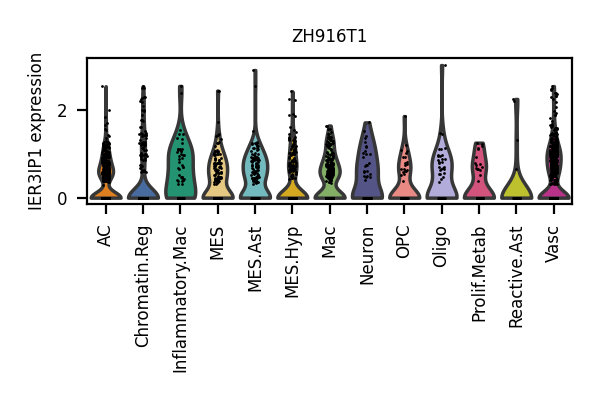 ZH916T1
IER3IP1 expression
2
0
AC
Chromatin.Reg
Inflammatory.Mac
MES
MES.Ast
MES.Hyp
Mac
Neuron
OPC
Oligo
Prolif.Metab
Reactive.Ast
Vasc